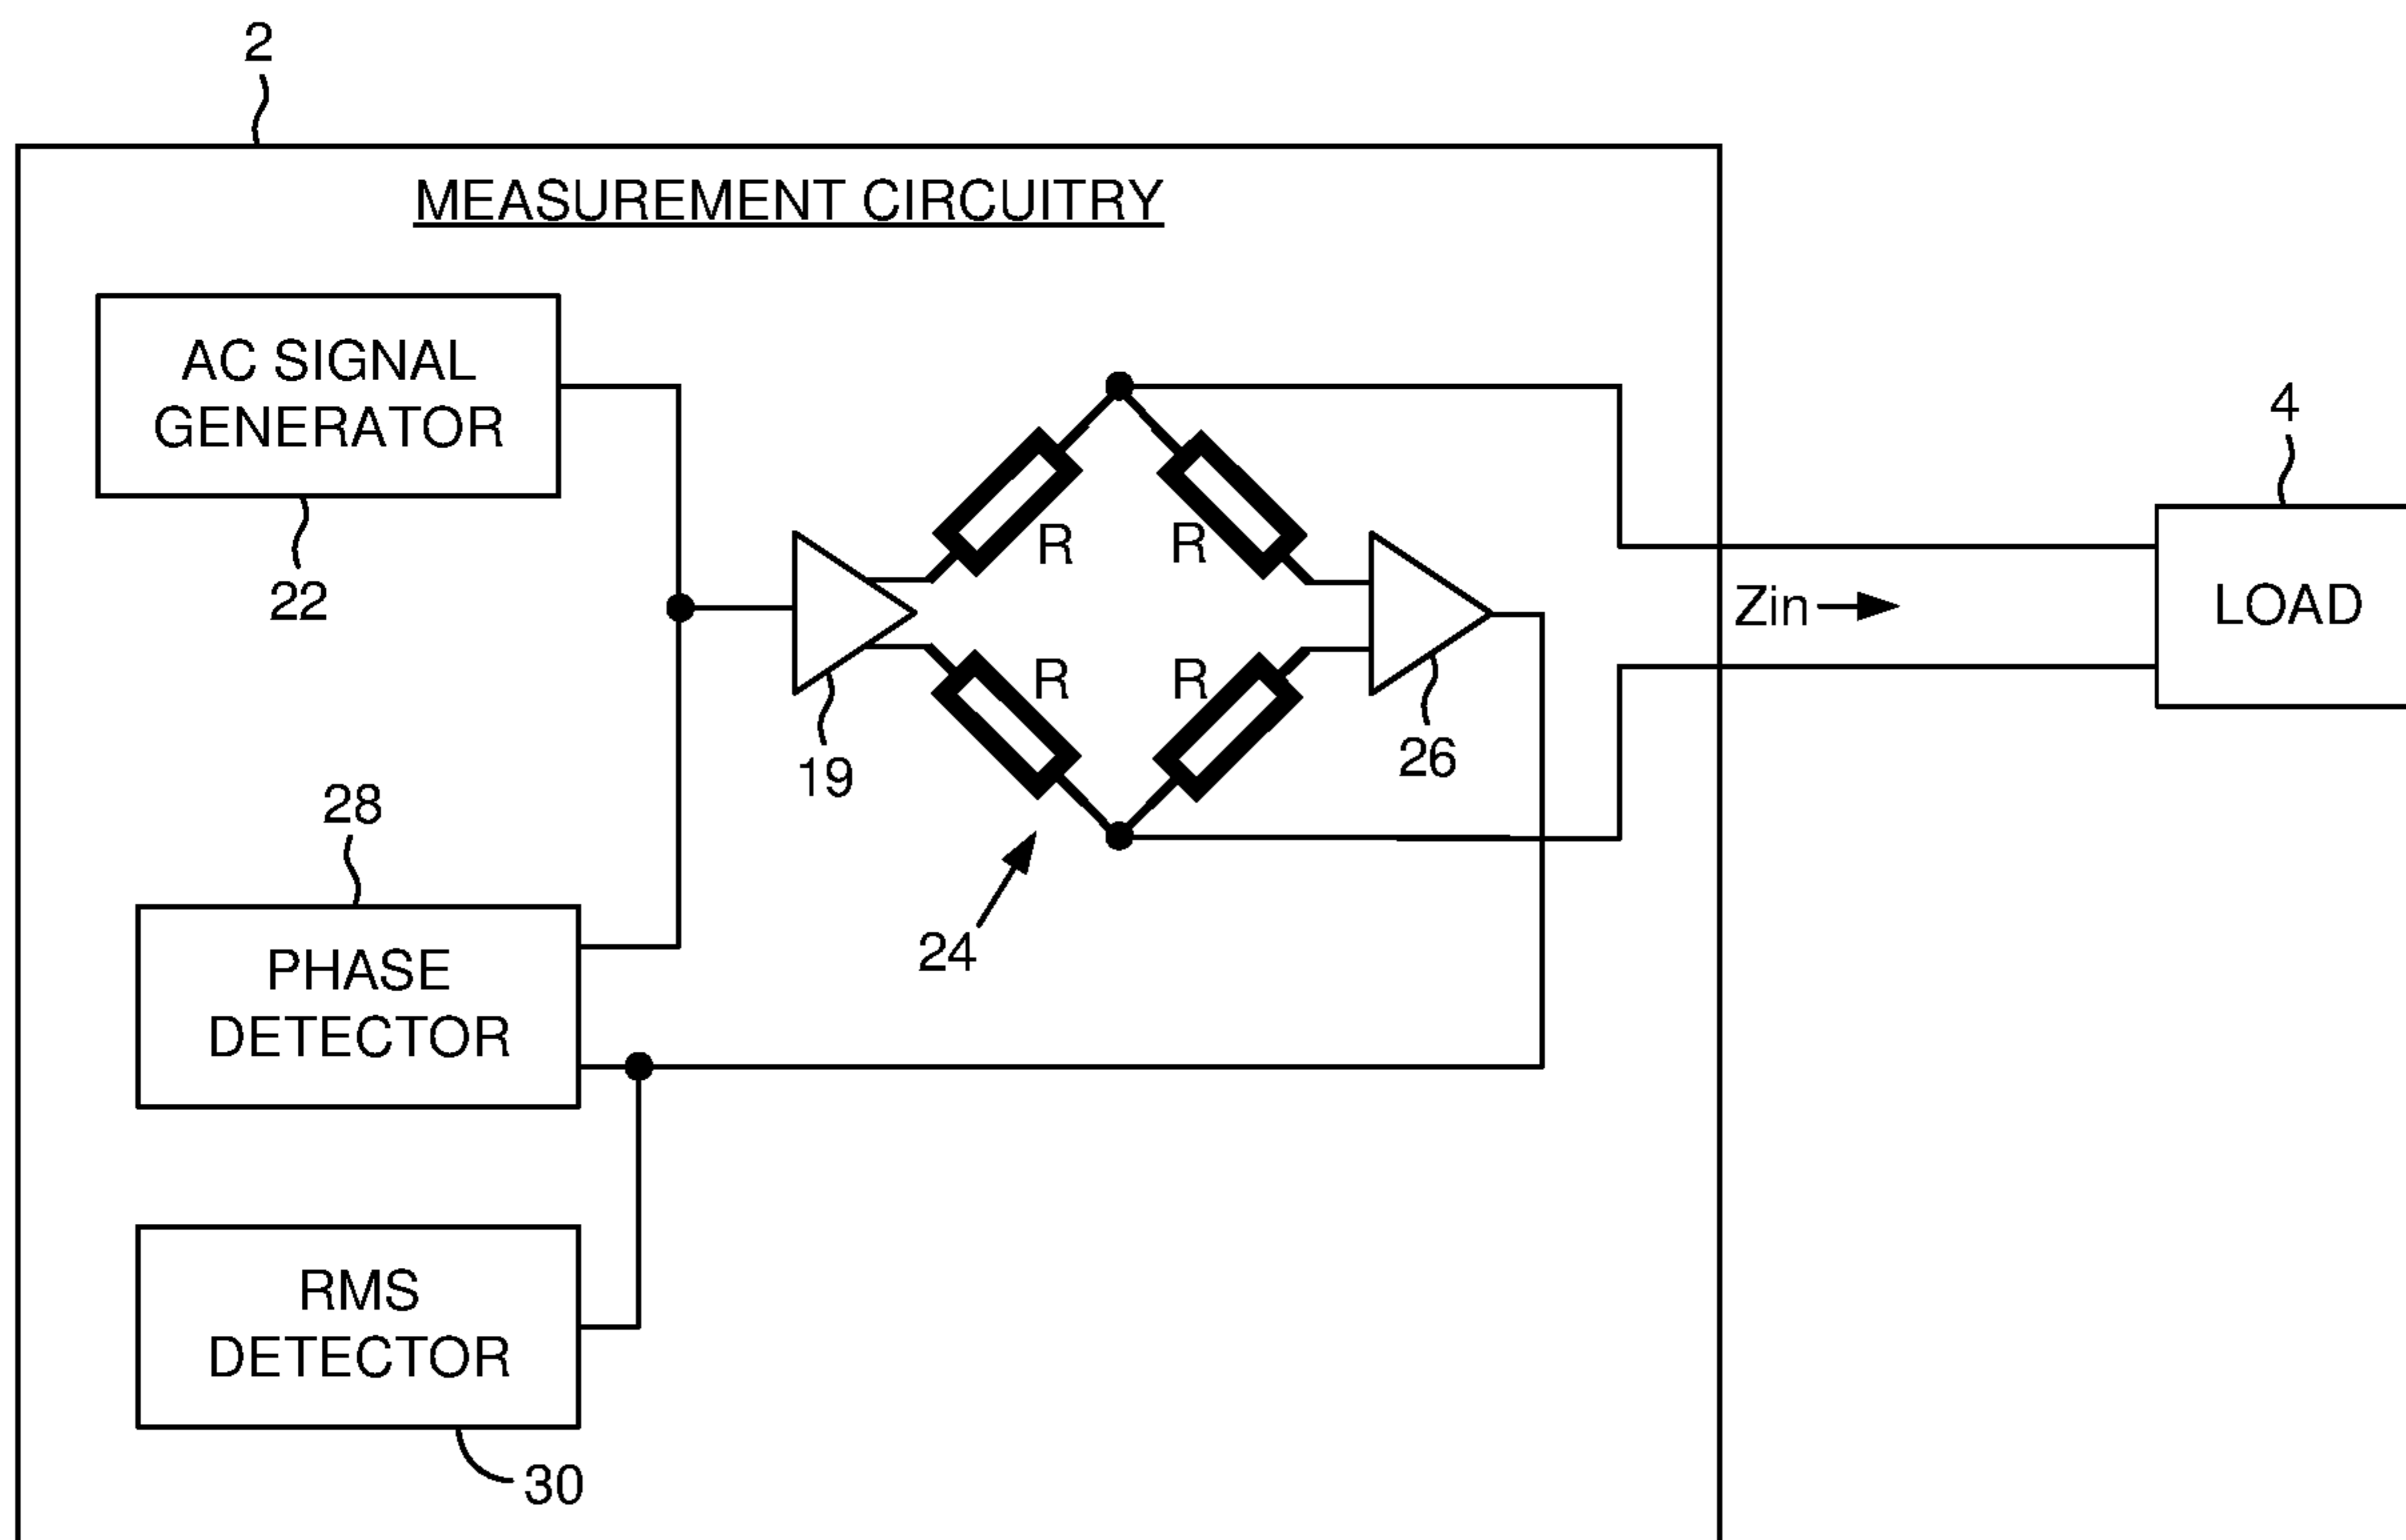 2
MEASUREMENT CIRCUITRY
AC SIGNAL
GENERATOR
22
4
R
R
Zin
LOAD
R
R
19
26
28
24
PHASE
DETECTOR
RMS
DETECTOR
30